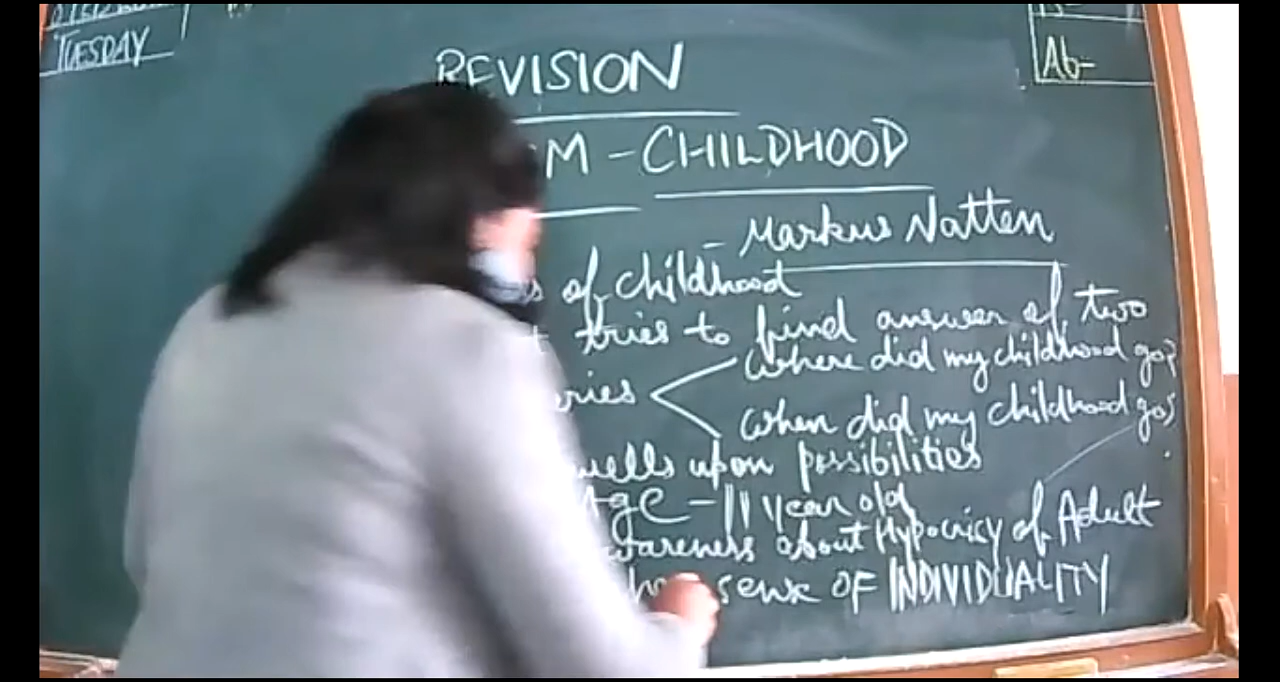 TUESDAY
Ab-
REVISION
M - CHILDHOOD
- Markus Natten
of childhood
tries to find answer of two
Where did my childhood go?
ries
When did my childhood go?
wells upon possibilities
Age - 11 year old
wareness about Hypocricy of Adult
sense OF INDIVIDUALITY